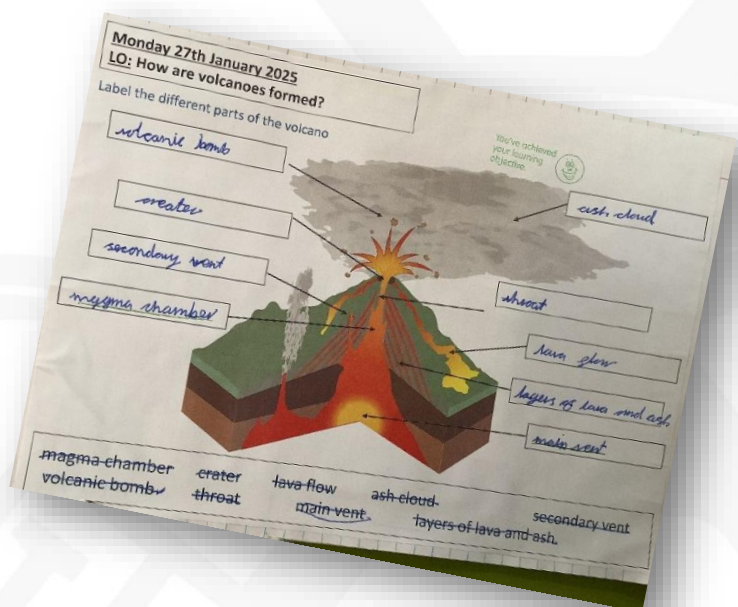 Monday 27th January 2025
LO: How are volcanoes formed?
Label the different parts of the volcano
You've achieved
your learning
objective.
volcanic bomb
ash cloud
creater
secondary vent
throat
magma chamber
lava flow
layers of lava and ash
main vent
magma chamber
crater
lava flow
ash cloud
secondary vent
volcanic bomb
throat
main vent
layers of lava and ash